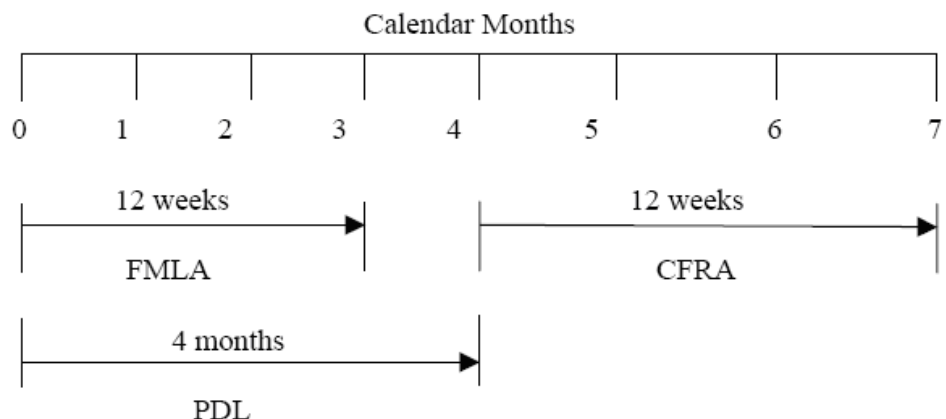 Calendar Months
0 1 2 3 4 5 6 7
12 weeks 12 weeks
FMLA CFRA
4 months
PDL